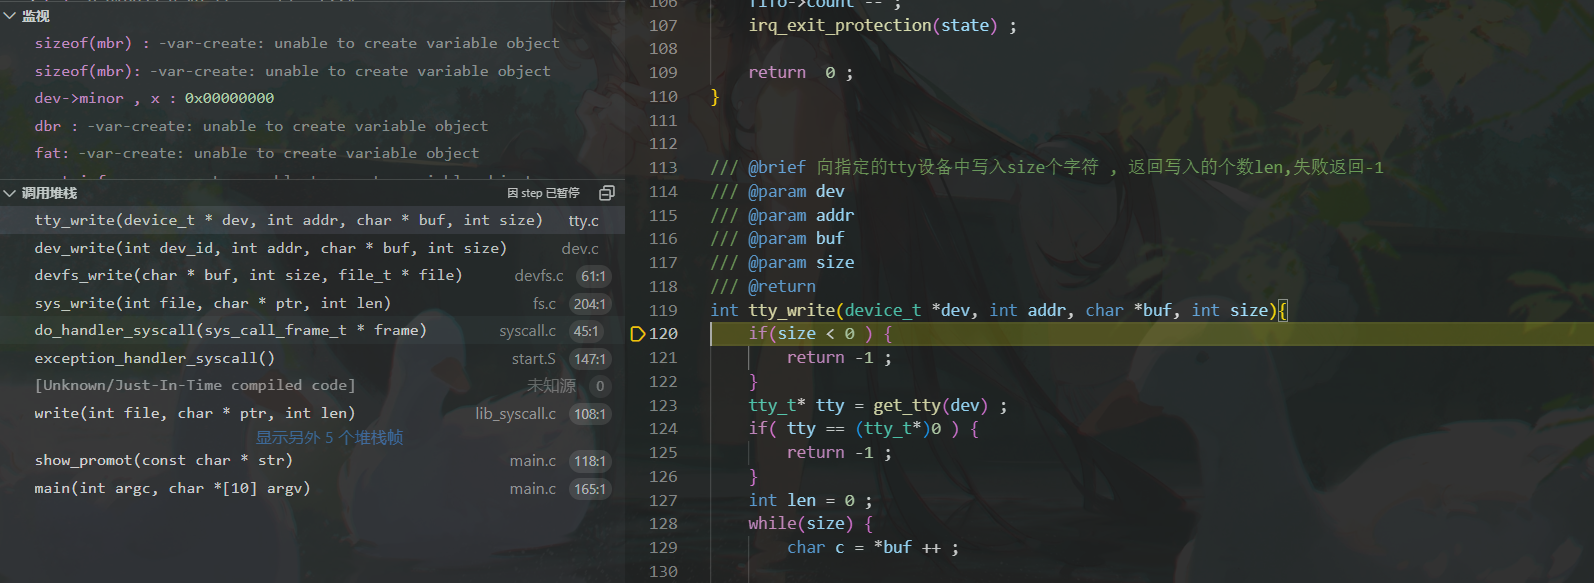 监视
sizeof(mbr) : -var-create: unable to create variable object
sizeof(mbr): -var-create: unable to create variable object
dev->minor , x : 0x00000000
dbr : -var-create: unable to create variable object
fat: -var-create: unable to create variable object
调用堆栈 因 step 已暂停
tty_write(device_t * dev, int addr, char * buf, int size) tty.c
dev_write(int dev_id, int addr, char * buf, int size) dev.c
devfs_write(char * buf, int size, file_t * file) devfs.c 61:1
sys_write(int file, char * ptr, int len) fs.c 204:1
do_handler_syscall(sys_call_frame_t * frame) syscall.c 45:1
exception_handler_syscall() start.S 147:1
[Unknown/Just-In-Time compiled code] 未知源 0
write(int file, char * ptr, int len) lib_syscall.c 108:1
显示另外 5 个堆栈帧
show_promot(const char * str) main.c 118:1
main(int argc, char *[10] argv) main.c 165:1
106 fifo->count -- ;
107 irq_exit_protection(state) ;
108
109 return  0 ;
110 }
111
112
113 /// @brief 向指定的tty设备中写入size个字符 , 返回写入的个数len,失败返回-1
114 /// @param dev
115 /// @param addr
116 /// @param buf
117 /// @param size
118 /// @return
119 int tty_write(device_t *dev, int addr, char *buf, int size){
120 if(size < 0 ) {
121 return -1 ;
122 }
123 tty_t* tty = get_tty(dev) ;
124 if( tty == (tty_t*)0 ) {
125 return -1 ;
126 }
127 int len = 0 ;
128 while(size) {
129 char c = *buf ++ ;
130